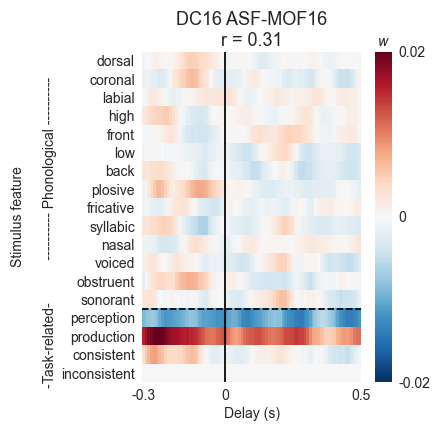 DC16 ASF-MOF16
r = 0.31
w
dorsal
coronal
labial
high
front
low
back
plosive
fricative
syllabic
nasal
voiced
obstruent
sonorant
perception
production
consistent
inconsistent
Stimulus feature
---------- Phonological ----------
-Task-related-
-0.3
0
0.5
Delay (s)
0.02
0
-0.02